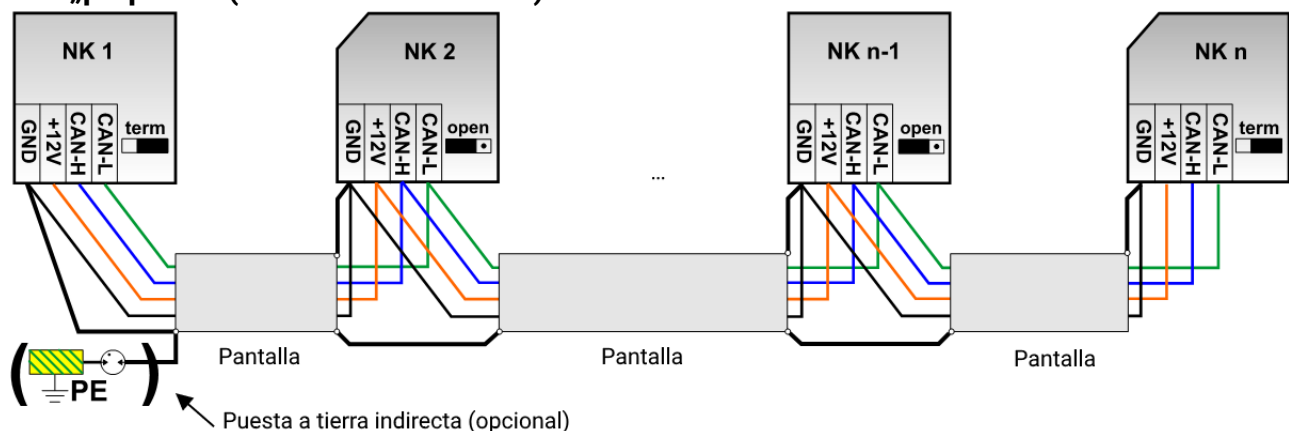 NK 1
NK 2
NK n-1
NK n
GND
+12V
CAN-H
CAN-L
term
GND
+12V
CAN-H
CAN-L
open
GND
+12V
CAN-H
CAN-L
open
GND
+12V
CAN-H
CAN-L
term
...
Pantalla
Pantalla
Pantalla
( PE )
Puesta a tierra indirecta (opcional)